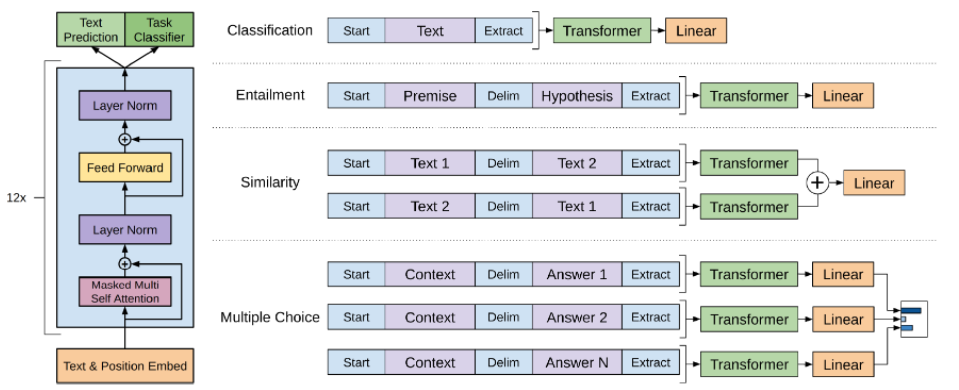 Text
Prediction
Task
Classifier
Layer Norm
Feed Forward
12x
Layer Norm
Masked Multi
Self Attention
Text & Position Embed
Classification
Start Text Extract Transformer Linear
Entailment
Start Premise Delim Hypothesis Extract Transformer Linear
Similarity
Start Text 1 Delim Text 2 Extract Transformer
+ Linear
Start Text 2 Delim Text 1 Extract Transformer
Multiple Choice
Start Context Delim Answer 1 Extract Transformer Linear
Start Context Delim Answer 2 Extract Transformer Linear
Start Context Delim Answer N Extract Transformer Linear